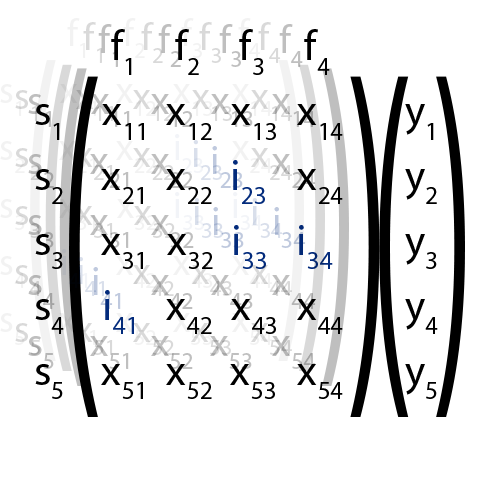 f1 f2 f3 f4
s1 x11 x12 x13 x14 y1
s2 x21 x22 i23 x24 y2
s3 x31 x32 i33 i34 y3
s4 i41 x42 x43 x44 y4
s5 x51 x52 x53 x54 y5